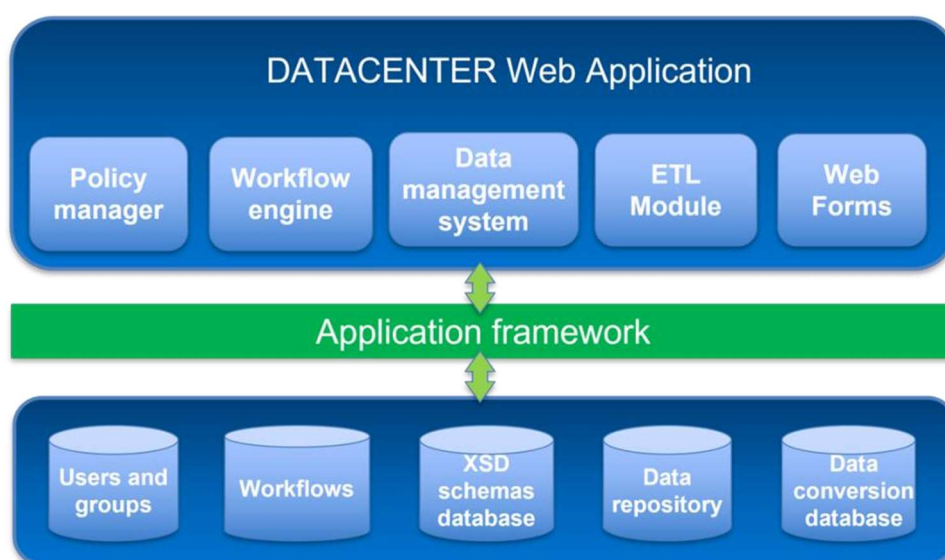 DATACENTER Web Application
Policy
manager
Workflow
engine
Data
management
system
ETL
Module
Web
Forms
Application framework
Users and
groups
Workflows
XSD
schemas
database
Data
repository
Data
conversion
database